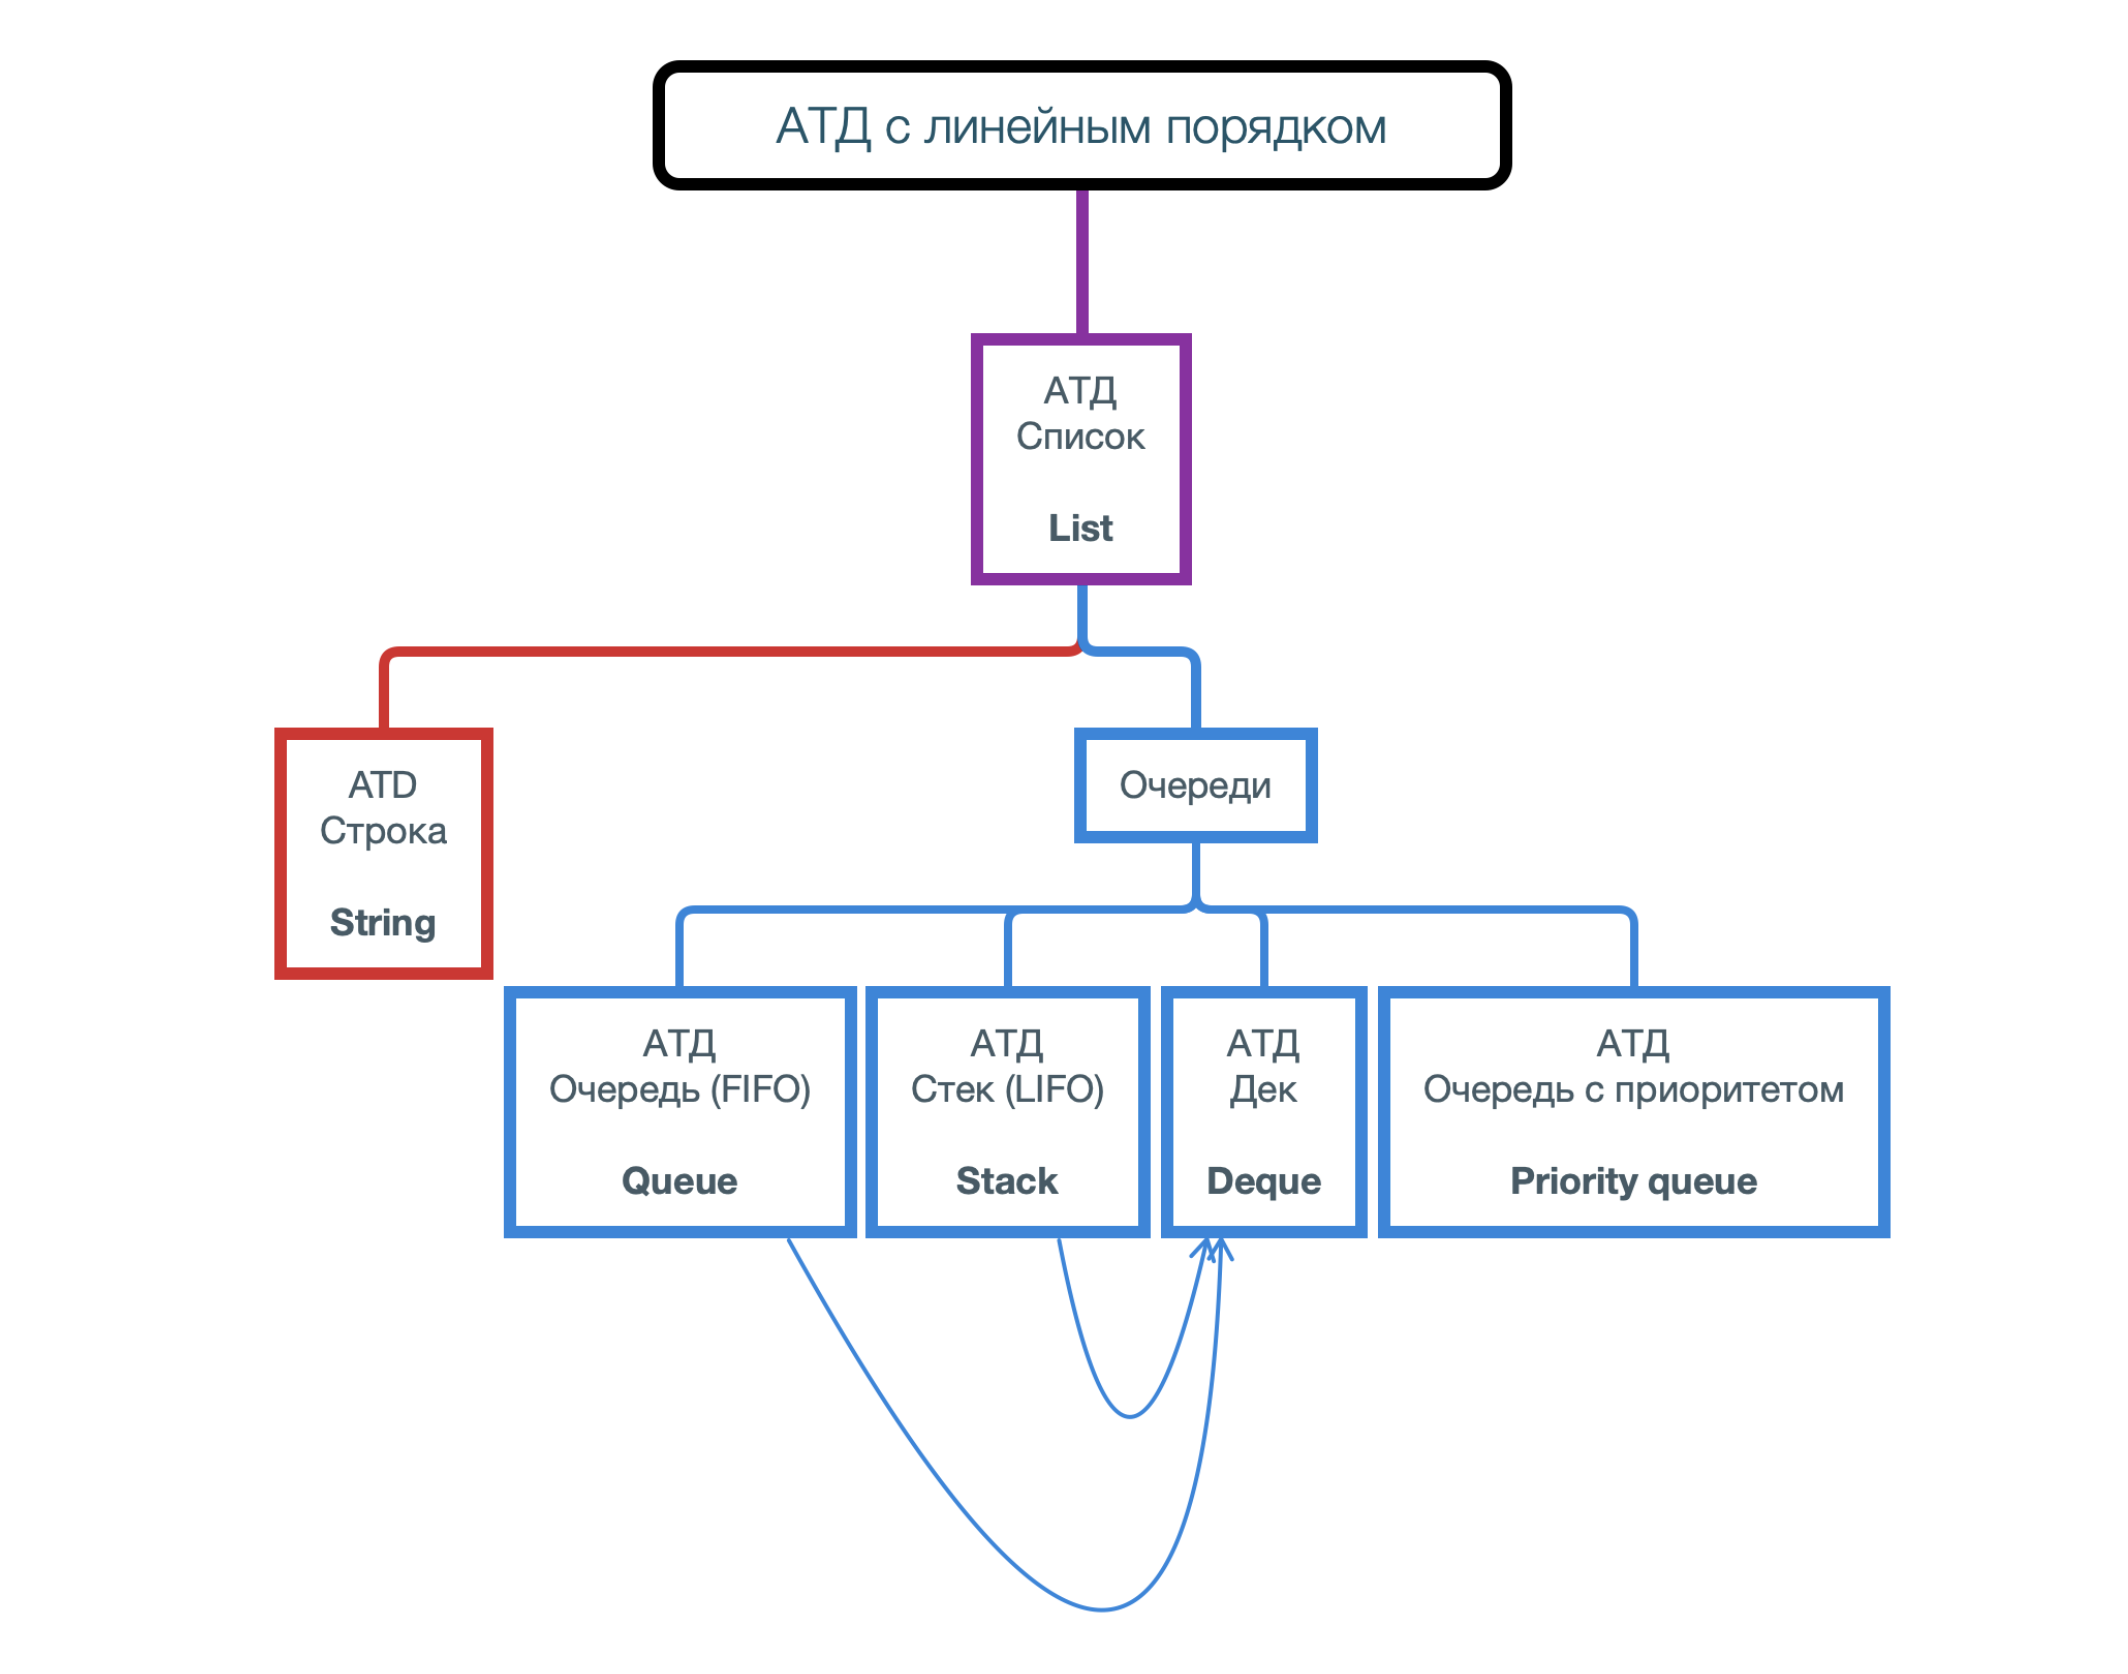 АТД с линейным порядком
АТД
Список
List
ATD
Строка
String
Очереди
АТД
Очередь (FIFO)
Queue
АТД
Стек (LIFO)
Stack
АТД
Дек
Deque
АТД
Очередь с приоритетом
Priority queue